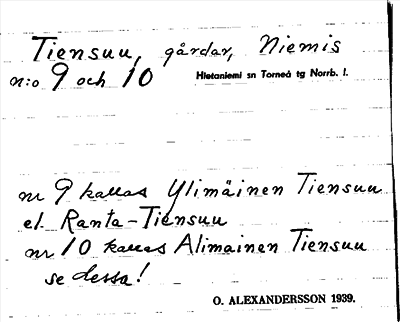 Tiensuu, gårdar, Niemis
n:o 9 och 10 Hietaniemi sn Torneå tg Norrb. l.
nr 9 kallas Ylimäinen Tiensuu
el. Ranta-Tiensuu
nr 10 kallas Alimainen Tiensuu
se dessa!
O. ALEXANDERSSON 1939.